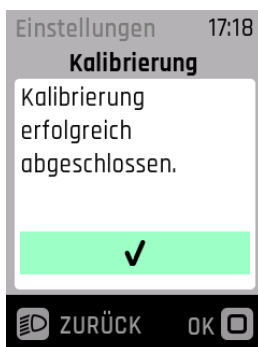 Einstellungen 17:18
Kalibrierung
Kalibrierung
erfolgreich
abgeschlossen.
ZURÜCK OK